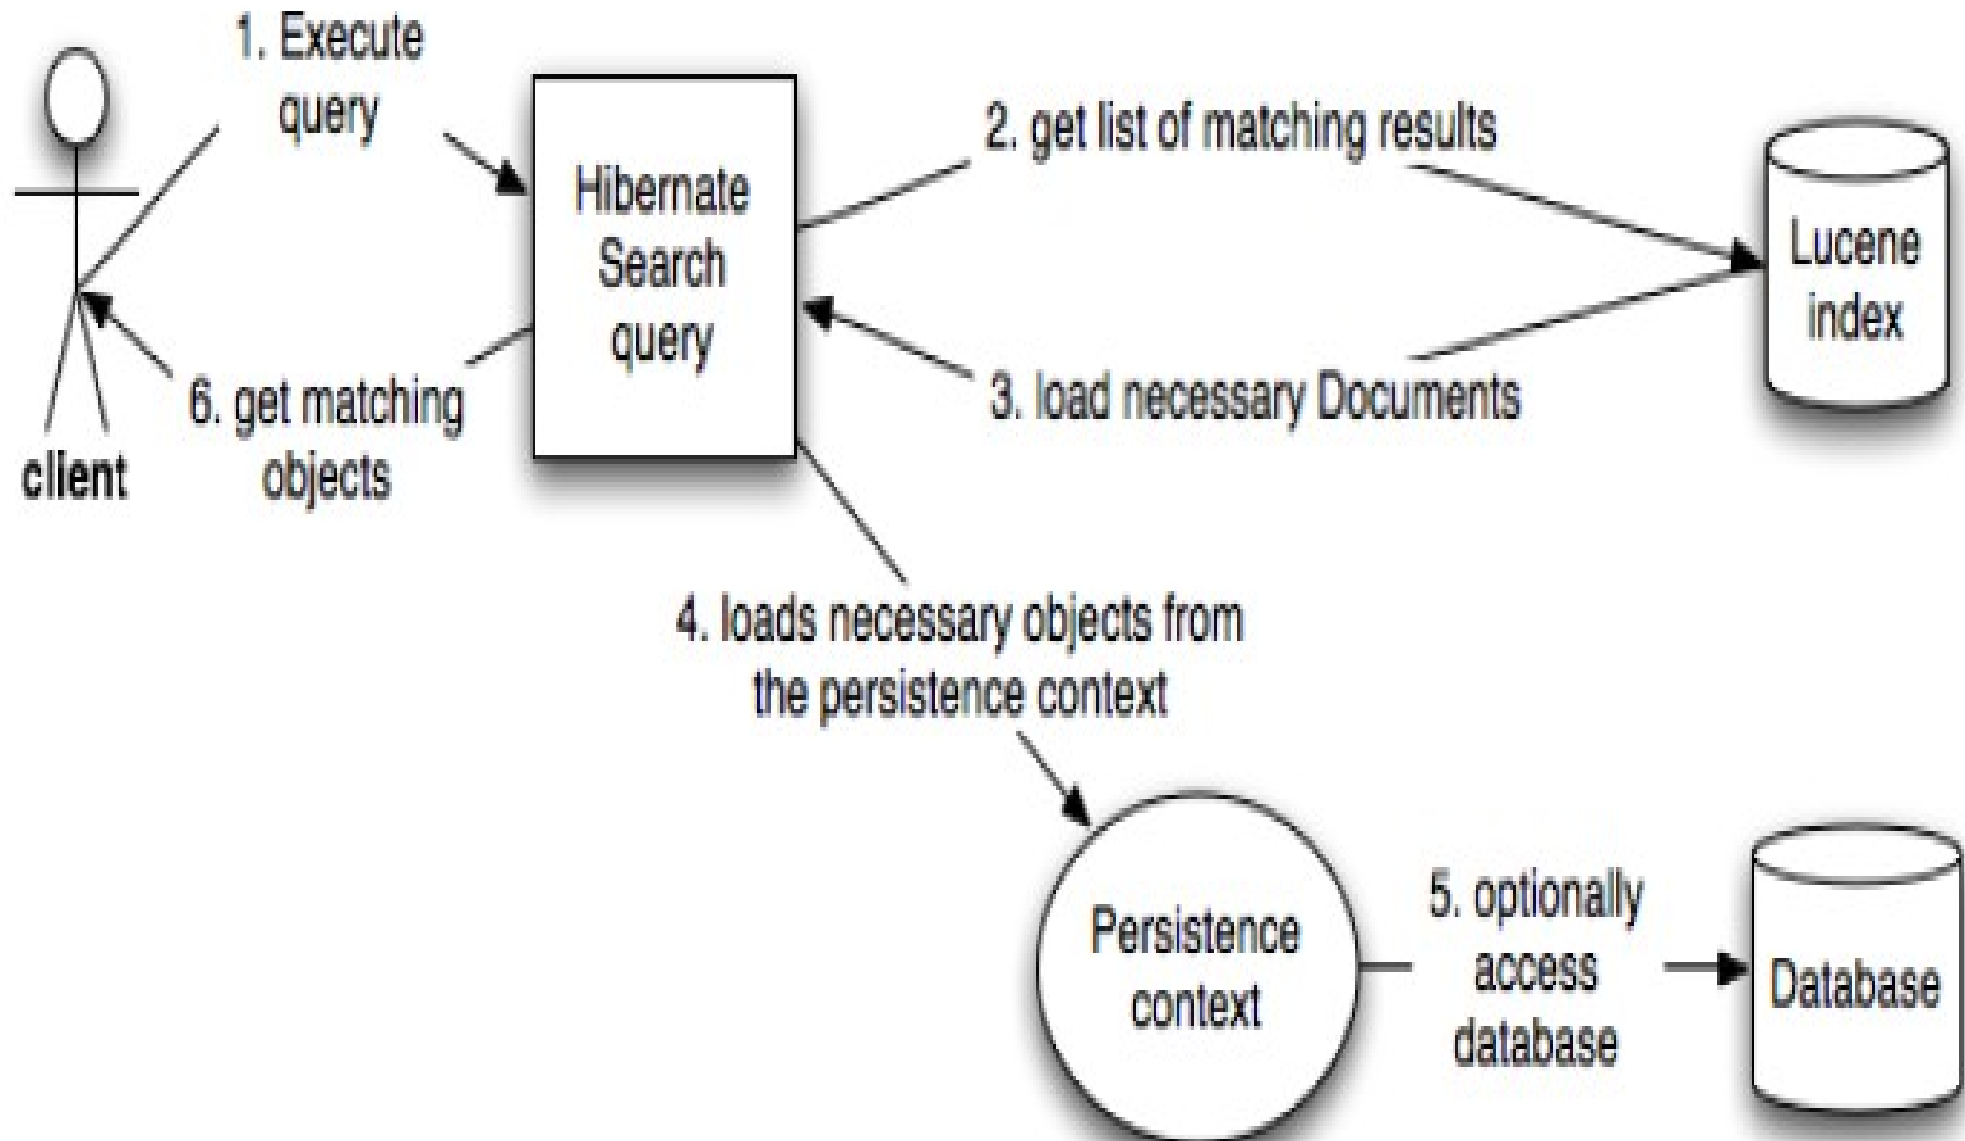 1. Execute
query
Hibernate
Search
query
2. get list of matching results
Lucene
index
3. load necessary Documents
6. get matching
objects
client
4. loads necessary objects from
the persistence context
Persistence
context
5. optionally
access
database
Database